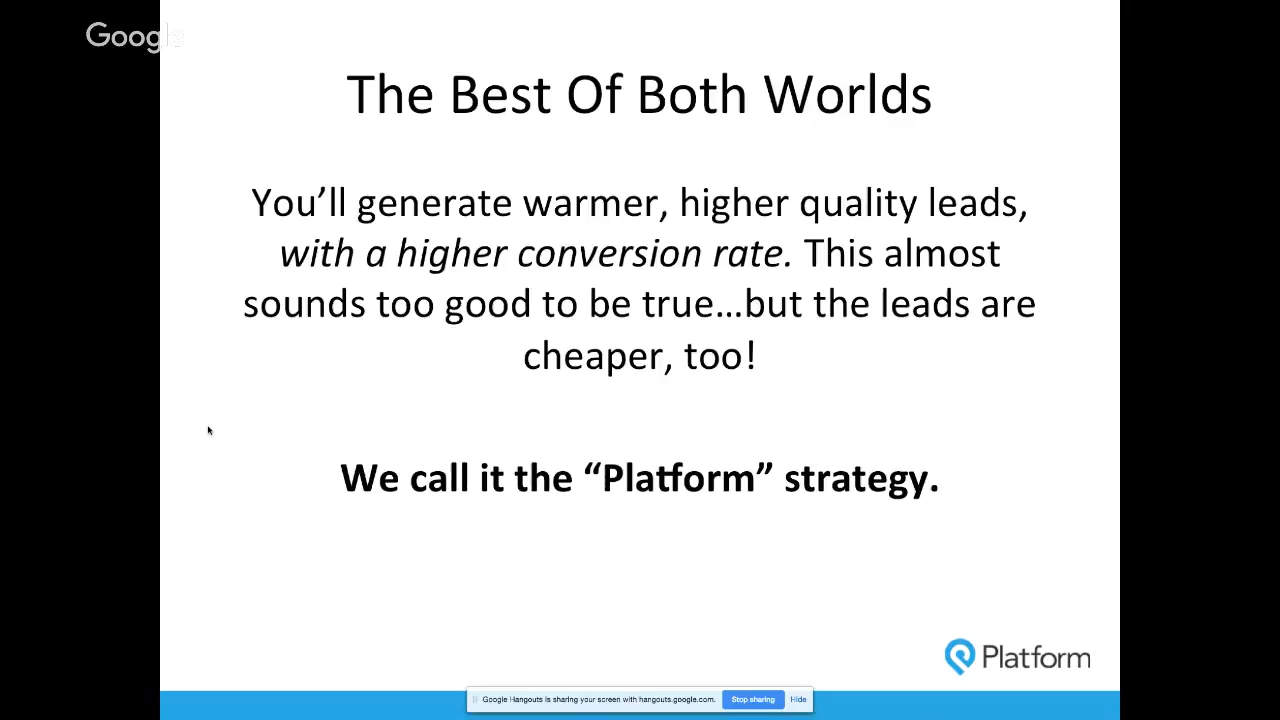 Google
The Best Of Both Worlds
You’ll generate warmer, higher quality leads,
with a higher conversion rate. This almost
sounds too good to be true…but the leads are
cheaper, too!
We call it the “Platform” strategy.
Platform
Google Hangouts is sharing your screen with hangouts.google.com. Stop sharing Hide